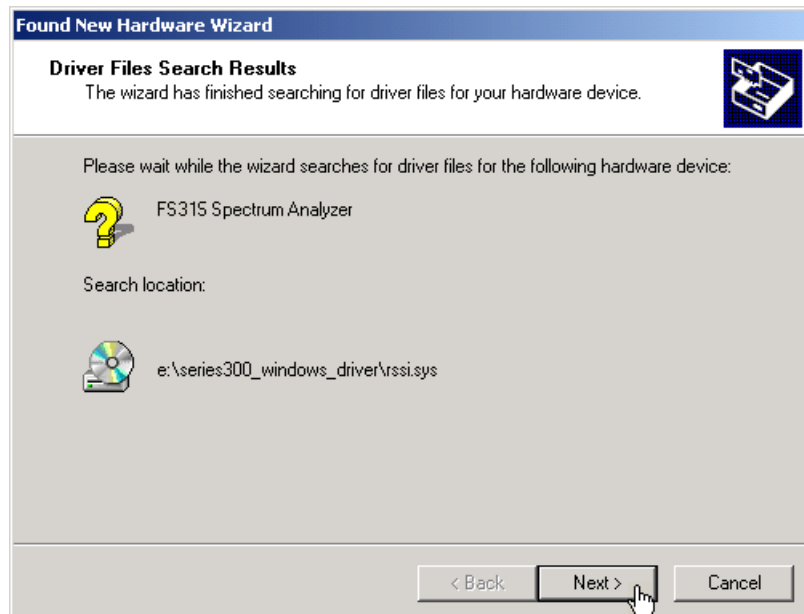 Found New Hardware Wizard
Driver Files Search Results
The wizard has finished searching for driver files for your hardware device.
Please wait while the wizard searches for driver files for the following hardware device:
FS315 Spectrum Analyzer
Search location:
e:\series300_windows_driver\rssi.sys
< Back
Next >
Cancel